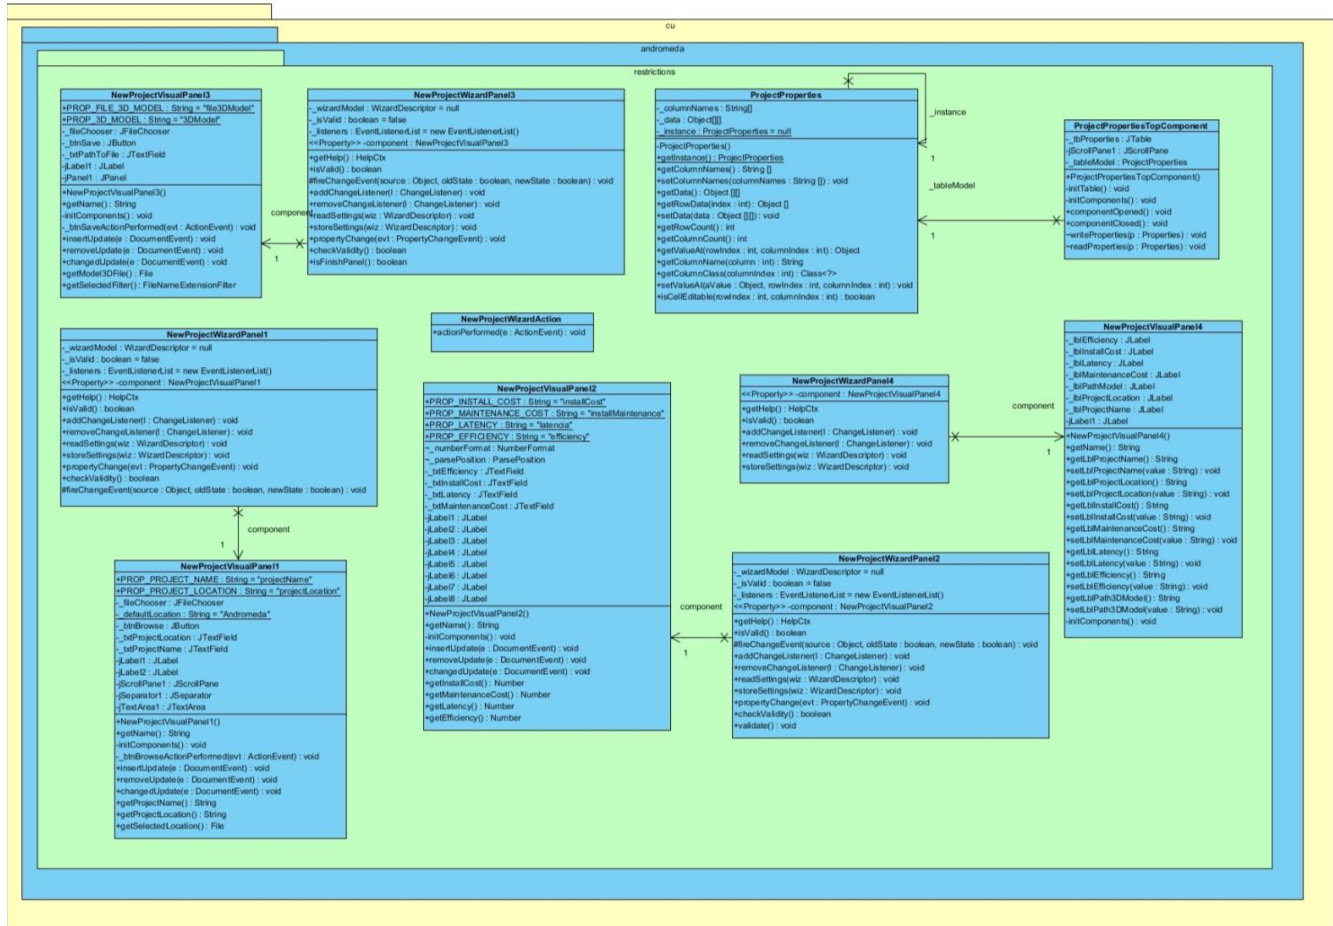 cu
andromeda
restrictions
NewProjectVisualPanel3
+PROP_FILE_3D_MODEL : String = "file3DModel"
+PROP_3D_MODEL : String = "3DModel"
-_fileChooser : JFileChooser
-_btnSave : JButton
-_txtPathToFile : JTextField
-jLabel1 : JLabel
-jPanel1 : JPanel
+NewProjectVisualPanel3()
+getName() : String
-initComponents() : void
-_btnSaveActionPerformed(evt : ActionEvent) : void
+insertUpdate(e : DocumentEvent) : void
+removeUpdate(e : DocumentEvent) : void
+changedUpdate(e : DocumentEvent) : void
+getModel3DFile() : File
+getSelectedFilter() : FileNameExtensionFilter
component
1
NewProjectWizardPanel3
-_wizardModel : WizardDescriptor = null
-_isValid : boolean = false
-_listeners : EventListenerList = new EventListenerList()
<<Property>> -component : NewProjectVisualPanel3
+getHelp() : HelpCtx
+isValid() : boolean
#fireChangeEvent(source : Object, oldState : boolean, newState : boolean) : void
+addChangeListener(l : ChangeListener) : void
+removeChangeListener(l : ChangeListener) : void
+readSettings(wiz : WizardDescriptor) : void
+storeSettings(wiz : WizardDescriptor) : void
+propertyChange(evt : PropertyChangeEvent) : void
+checkValidity() : boolean
+isFinishPanel() : boolean
ProjectProperties
-_columnNames : String[]
-_data : Object[][]
-_instance : ProjectProperties = null
-ProjectProperties()
+getInstance() : ProjectProperties
+getColumnNames() : String []
+setColumnNames(columnNames : String []) : void
+getData() : Object [][]
+getRowData(index : int) : Object []
+setData(data : Object [][]) : void
+getRowCount() : int
+getColumnCount() : int
+getValueAt(rowIndex : int, columnIndex : int) : Object
+getColumnName(column : int) : String
+getColumnClass(columnIndex : int) : Class<?>
+setValueAt(aValue : Object, rowIndex : int, columnIndex : int) : void
+isCellEditable(rowIndex : int, columnIndex : int) : boolean
_instance
1
_tableModel
1
ProjectPropertiesTopComponent
-_tbProperties : JTable
-jScrollPane1 : JScrollPane
-_tableModel : ProjectProperties
+ProjectPropertiesTopComponent()
-initTable() : void
-initComponents() : void
+componentOpened() : void
+componentClosed() : void
~writeProperties(p : Properties) : void
~readProperties(p : Properties) : void
NewProjectWizardAction
+actionPerformed(e : ActionEvent) : void
NewProjectWizardPanel1
-_wizardModel : WizardDescriptor = null
-_isValid : boolean = false
-_listeners : EventListenerList = new EventListenerList()
<<Property>> -component : NewProjectVisualPanel1
+getHelp() : HelpCtx
+isValid() : boolean
+addChangeListener(l : ChangeListener) : void
+removeChangeListener(l : ChangeListener) : void
+readSettings(wiz : WizardDescriptor) : void
+storeSettings(wiz : WizardDescriptor) : void
+propertyChange(evt : PropertyChangeEvent) : void
+checkValidity() : boolean
#fireChangeEvent(source : Object, oldState : boolean, newState : boolean) : void
component
1
NewProjectVisualPanel1
+PROP_PROJECT_NAME : String = "projectName"
+PROP_PROJECT_LOCATION : String = "projectLocation"
-_fileChooser : JFileChooser
-_defaultLocation : String = "Andromeda"
-_btnBrowse : JButton
-_txtProjectLocation : JTextField
-_txtProjectName : JTextField
-jLabel1 : JLabel
-jLabel2 : JLabel
-jScrollPane1 : JScrollPane
-jSeparator1 : JSeparator
-jTextArea1 : JTextArea
+NewProjectVisualPanel1()
+getName() : String
-initComponents() : void
-_btnBrowseActionPerformed(evt : ActionEvent) : void
+insertUpdate(e : DocumentEvent) : void
+removeUpdate(e : DocumentEvent) : void
+changedUpdate(e : DocumentEvent) : void
+getProjectName() : String
+getProjectLocation() : String
+getSelectedLocation() : File
NewProjectVisualPanel2
+PROP_INSTALL_COST : String = "installCost"
+PROP_MAINTENANCE_COST : String = "installMaintenance"
+PROP_LATENCY : String = "latencia"
+PROP_EFFICIENCY : String = "efficiency"
~_numberFormat : NumberFormat
~_parsePosition : ParsePosition
-_txtEfficiency : JTextField
-_txtInstallCost : JTextField
-_txtLatency : JTextField
-_txtMaintenanceCost : JTextField
-jLabel1 : JLabel
-jLabel2 : JLabel
-jLabel3 : JLabel
-jLabel4 : JLabel
-jLabel5 : JLabel
-jLabel6 : JLabel
-jLabel7 : JLabel
-jLabel8 : JLabel
+NewProjectVisualPanel2()
+getName() : String
-initComponents() : void
+insertUpdate(e : DocumentEvent) : void
+removeUpdate(e : DocumentEvent) : void
+changedUpdate(e : DocumentEvent) : void
+getInstallCost() : Number
+getMaintenanceCost() : Number
+getLatency() : Number
+getEfficiency() : Number
component
1
NewProjectWizardPanel4
<<Property>> -component : NewProjectVisualPanel4
+getHelp() : HelpCtx
+isValid() : boolean
+addChangeListener(l : ChangeListener) : void
+removeChangeListener(l : ChangeListener) : void
+readSettings(wiz : WizardDescriptor) : void
+storeSettings(wiz : WizardDescriptor) : void
component
1
NewProjectWizardPanel2
-_wizardModel : WizardDescriptor = null
-_isValid : boolean = false
-_listeners : EventListenerList = new EventListenerList()
<<Property>> -component : NewProjectVisualPanel2
+getHelp() : HelpCtx
+isValid() : boolean
#fireChangeEvent(source : Object, oldState : boolean, newState : boolean) : void
+addChangeListener(l : ChangeListener) : void
+removeChangeListener(l : ChangeListener) : void
+readSettings(wiz : WizardDescriptor) : void
+storeSettings(wiz : WizardDescriptor) : void
+propertyChange(evt : PropertyChangeEvent) : void
+checkValidity() : boolean
+validate() : void
NewProjectVisualPanel4
-_lblEfficiency : JLabel
-_lblInstallCost : JLabel
-_lblLatency : JLabel
-_lblMaintenanceCost : JLabel
-_lblPathModel : JLabel
-_lblProjectLocation : JLabel
-_lblProjectName : JLabel
-jLabel1 : JLabel
+NewProjectVisualPanel4()
+getName() : String
+getLblProjectName() : String
+setLblProjectName(value : String) : void
+getLblProjectLocation() : String
+setLblProjectLocation(value : String) : void
+getLblInstallCost() : String
+setLblInstallCost(value : String) : void
+getLblMaintenanceCost() : String
+setLblMaintenanceCost(value : String) : void
+getLblLatency() : String
+setLblLatency(value : String) : void
+getLblEfficiency() : String
+setLblEfficiency(value : String) : void
+getLblPath3DModel() : String
+setLblPath3DModel(value : String) : void
-initComponents() : void